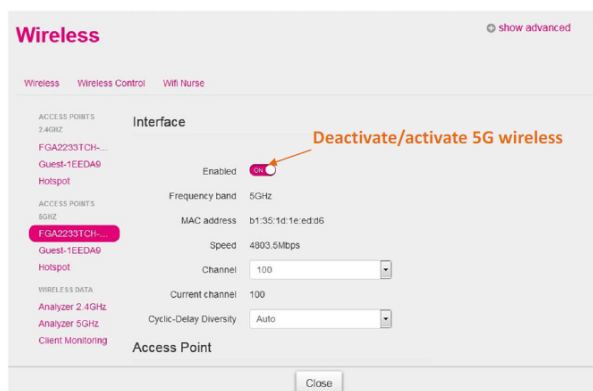 Wireless
show advanced
Wireless Wireless Control Wifi Nurse
ACCESS POINTS
2.4GHZ
FGA2233TCH-...
Guest-1EEDA9
Hotspot
ACCESS POINTS
5GHZ
FGA2233TCH-...
Guest-1EEDA9
Hotspot
WIRELESS DATA
Analyzer 2.4GHz
Analyzer 5GHz
Client Monitoring
Interface
Deactivate/activate 5G wireless
Enabled ON
Frequency band 5GHz
MAC address b1:35:1d:1e:ed:d6
Speed 4803.5Mbps
Channel 100
Current channel 100
Cyclic-Delay Diversity Auto
Access Point
Close